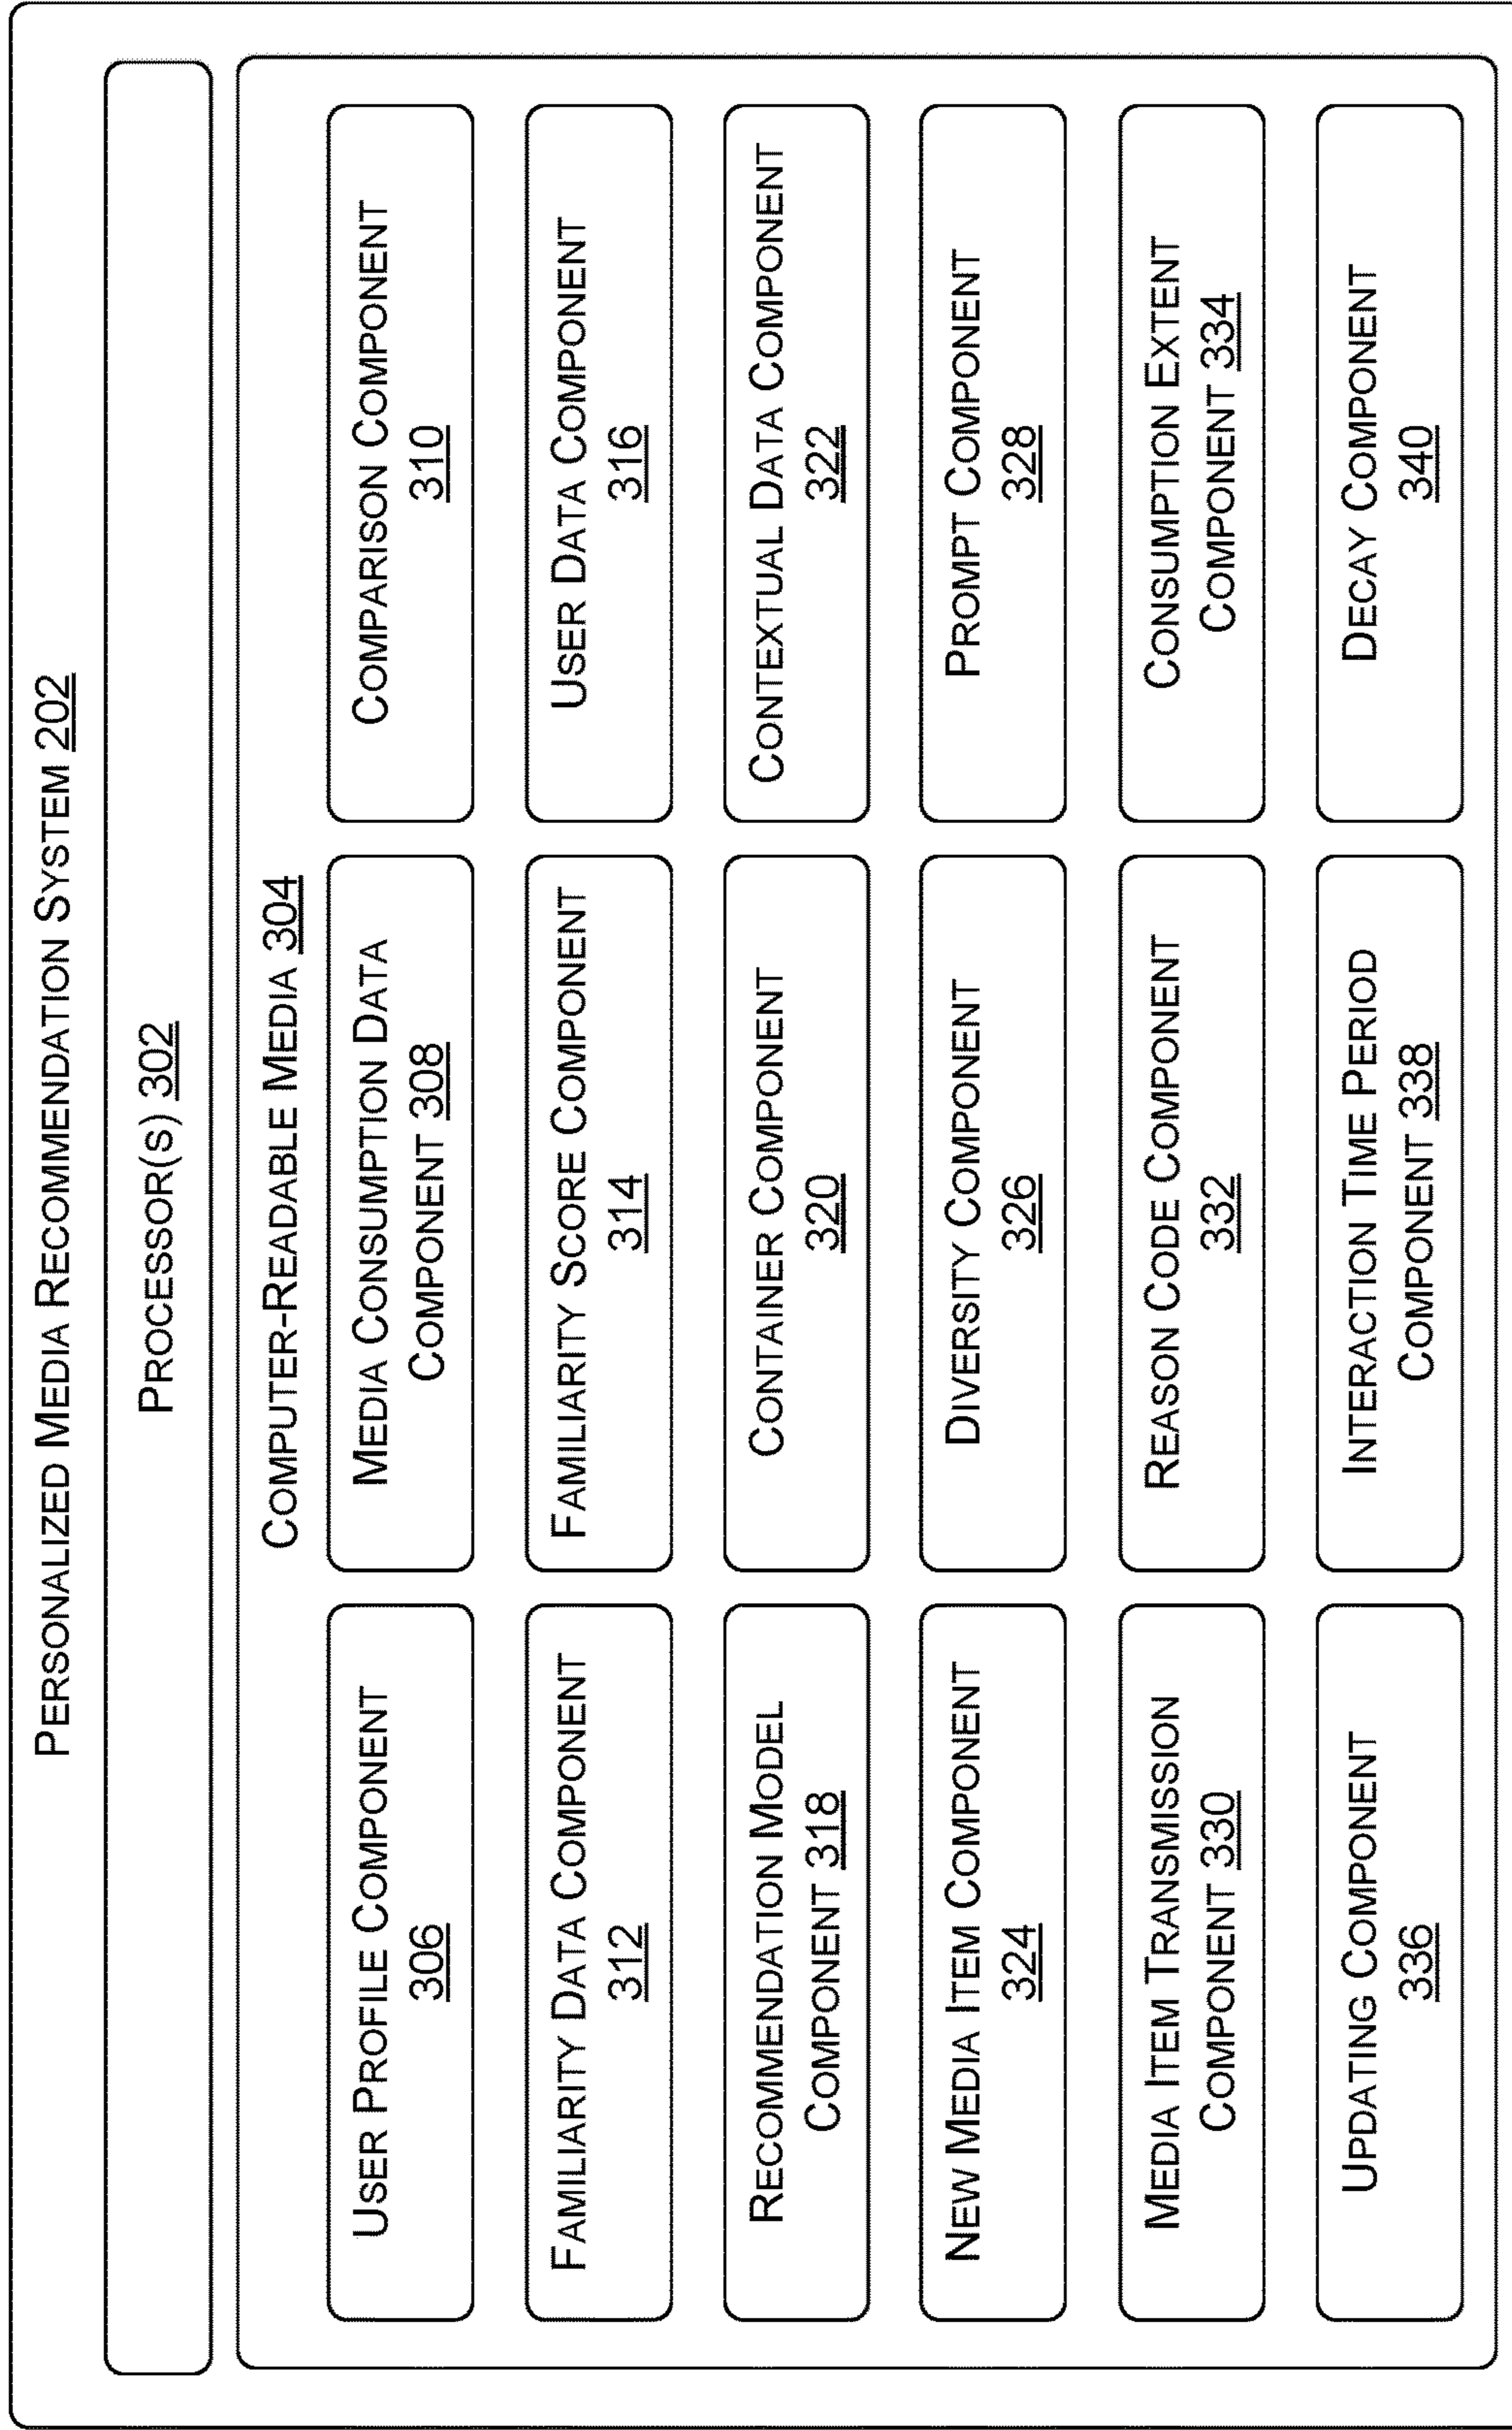 PERSONALIZED MEDIA RECOMMENDATION SYSTEM 202
PROCESSOR(S) 302
COMPUTER-READABLE MEDIA 304
USER PROFILE COMPONENT
306
MEDIA CONSUMPTION DATA
COMPONENT 308
COMPARISON COMPONENT
310
FAMILIARITY DATA COMPONENT
312
FAMILIARITY SCORE COMPONENT
314
USER DATA COMPONENT
316
RECOMMENDATION MODEL
COMPONENT 318
CONTAINER COMPONENT
320
CONTEXTUAL DATA COMPONENT
322
NEW MEDIA ITEM COMPONENT
324
DIVERSITY COMPONENT
326
PROMPT COMPONENT
328
MEDIA ITEM TRANSMISSION
COMPONENT 330
REASON CODE COMPONENT
332
CONSUMPTION EXTENT
COMPONENT 334
UPDATING COMPONENT
336
INTERACTION TIME PERIOD
COMPONENT 338
DECAY COMPONENT
340